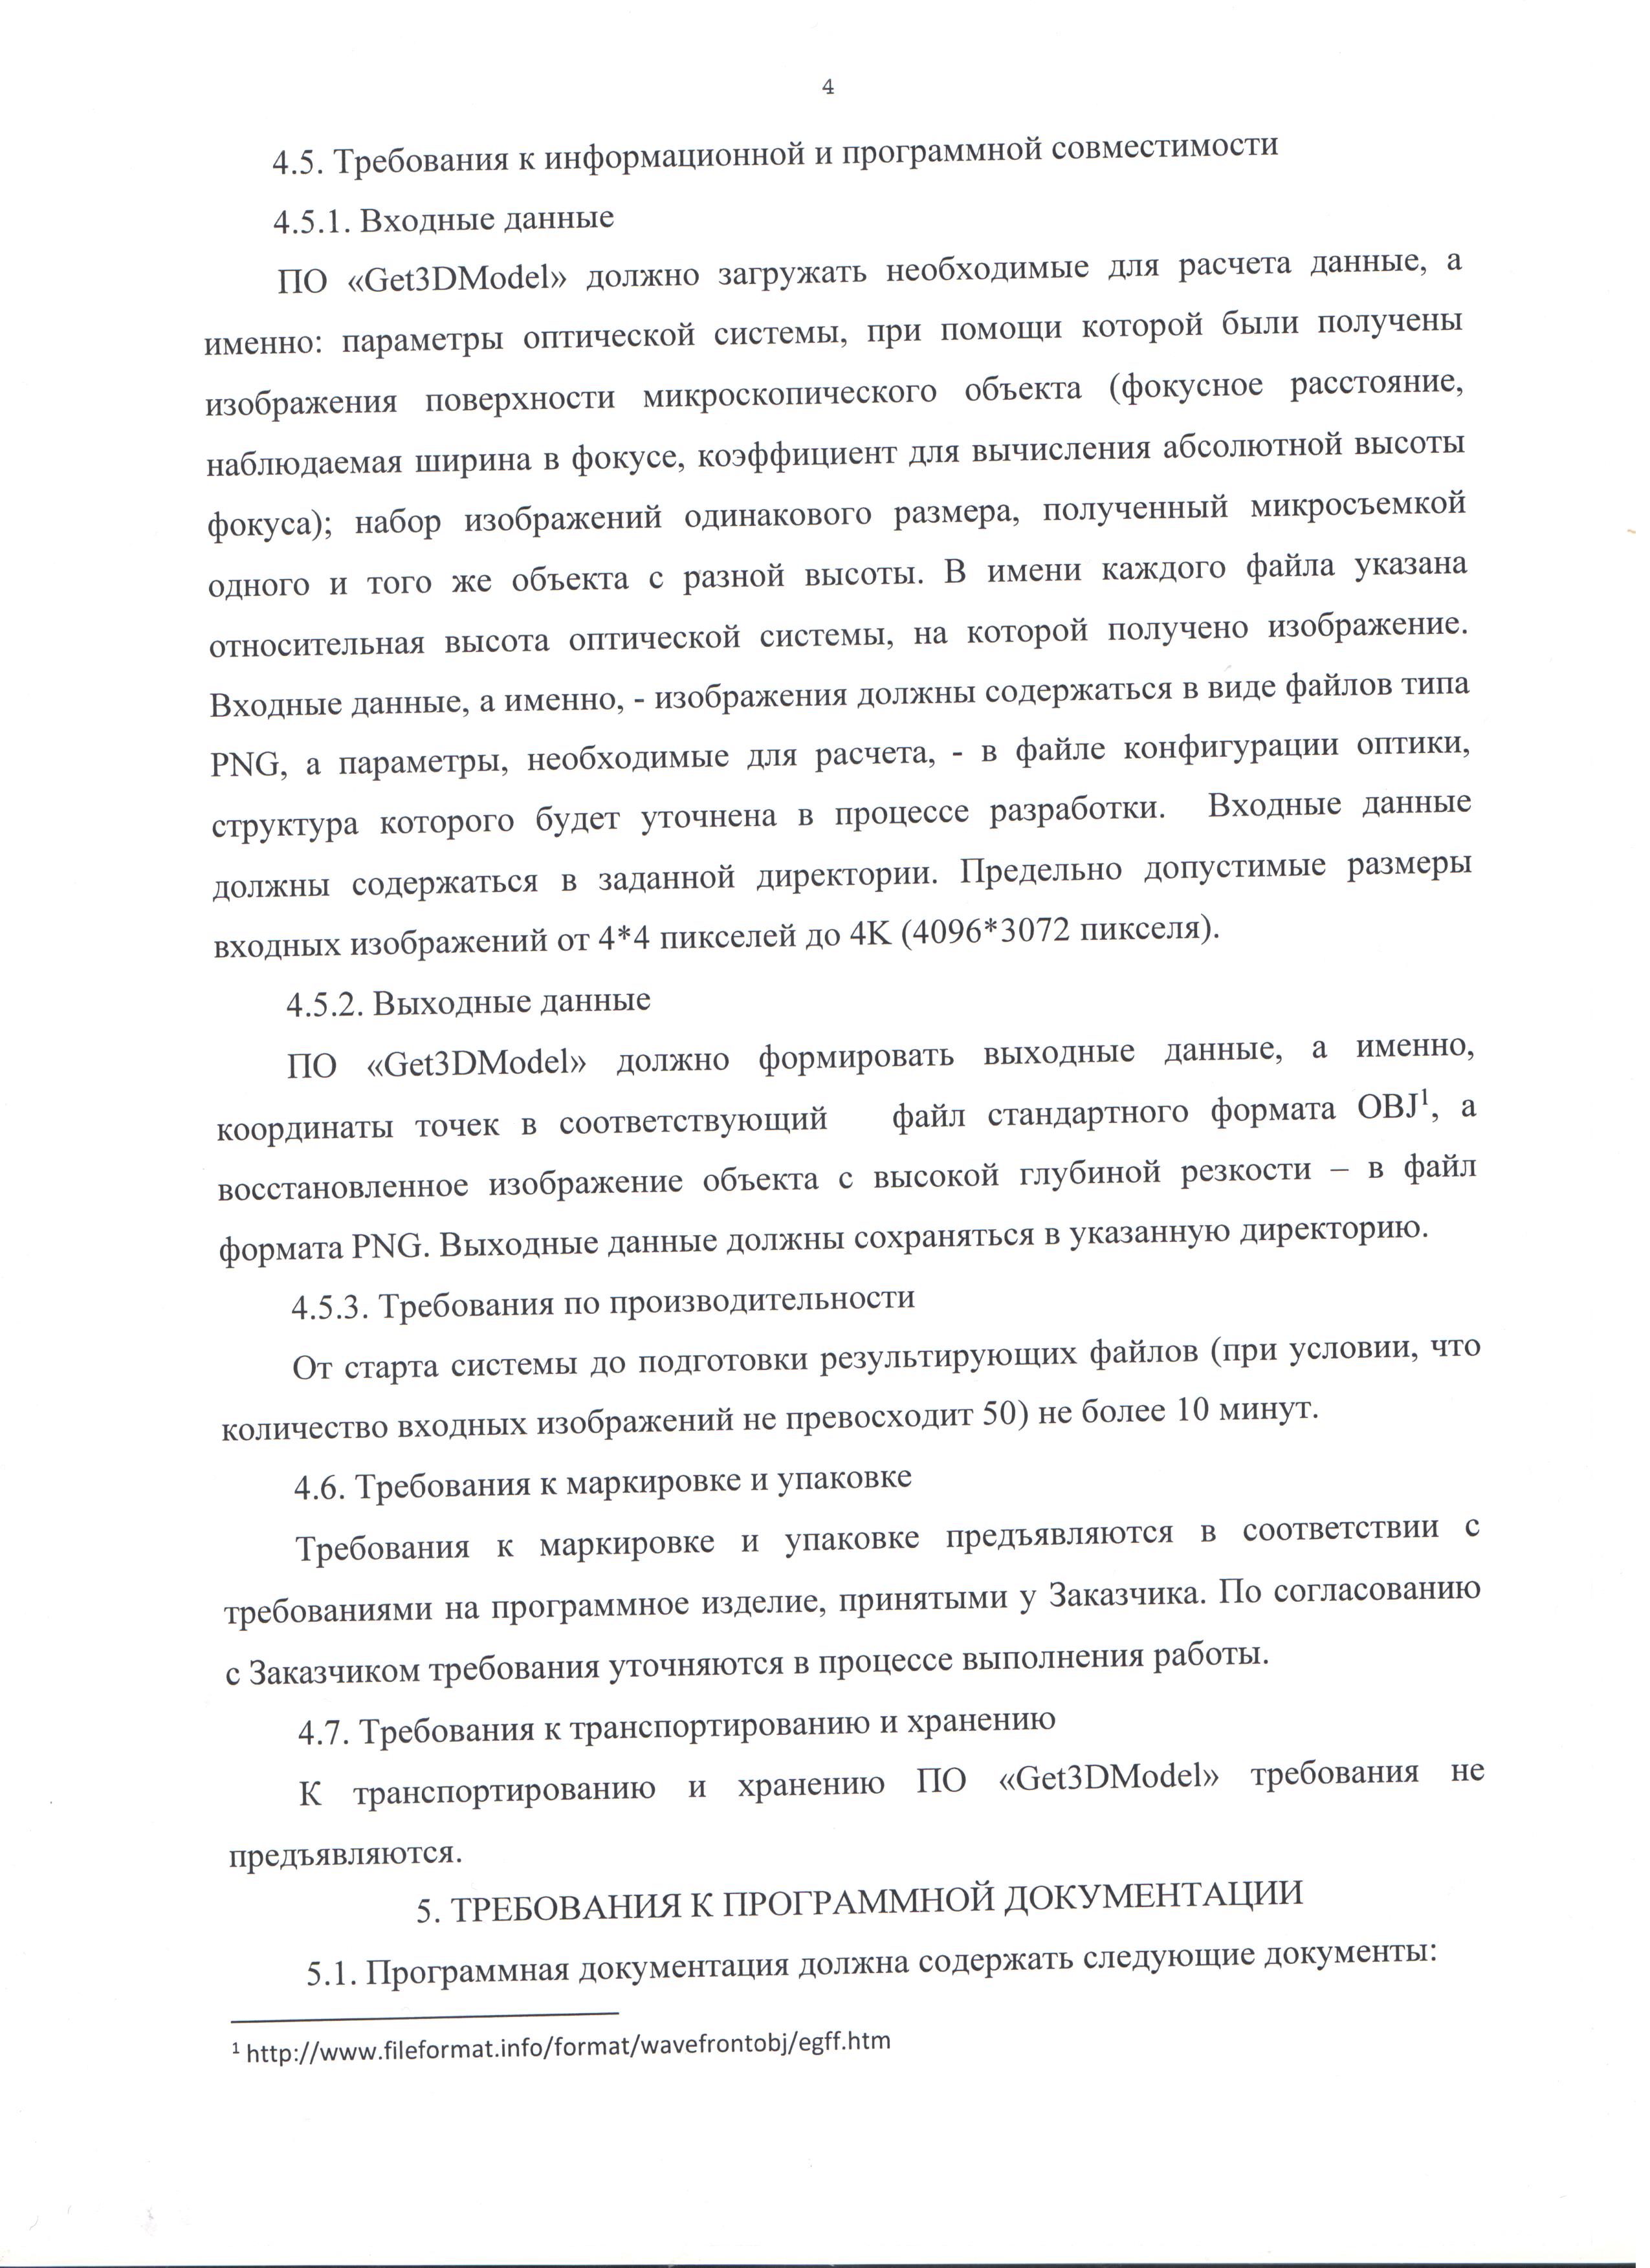 4
4.5. Требования к информационной и программной совместимости
4.5.1. Входные данные
ПО «Get3DModel» должно загружать необходимые для расчета данные, а
именно: параметры оптической системы, при помощи которой были получены
изображения поверхности микроскопического объекта (фокусное расстояние,
наблюдаемая ширина в фокусе, коэффициент для вычисления абсолютной высоты
фокуса); набор изображений одинакового размера, полученный микросъемкой
одного и того же объекта с разной высоты. В имени каждого файла указана
относительная высота оптической системы, на которой получено изображение.
Входные данные, а именно, - изображения должны содержаться в виде файлов типа
PNG, а параметры, необходимые для расчета, - в файле конфигурации оптики,
структура которого будет уточнена в процессе разработки. Входные данные
должны содержаться в заданной директории. Предельно допустимые размеры
входных изображений от 4*4 пикселей до 4K (4096*3072 пикселя).
4.5.2. Выходные данные
ПО «Get3DModel» должно формировать выходные данные, а именно,
координаты точек в соответствующий файл стандартного формата OBJ¹, а
восстановленное изображение объекта с высокой глубиной резкости – в файл
формата PNG. Выходные данные должны сохраняться в указанную директорию.
4.5.3. Требования по производительности
От старта системы до подготовки результирующих файлов (при условии, что
количество входных изображений не превосходит 50) не более 10 минут.
4.6. Требования к маркировке и упаковке
Требования к маркировке и упаковке предъявляются в соответствии с
требованиями на программное изделие, принятыми у Заказчика. По согласованию
с Заказчиком требования уточняются в процессе выполнения работы.
4.7. Требования к транспортированию и хранению
К транспортированию и хранению ПО «Get3DModel» требования не
предъявляются.
5. ТРЕБОВАНИЯ К ПРОГРАММНОЙ ДОКУМЕНТАЦИИ
5.1. Программная документация должна содержать следующие документы:
¹ http://www.fileformat.info/format/wavefrontobj/egff.htm